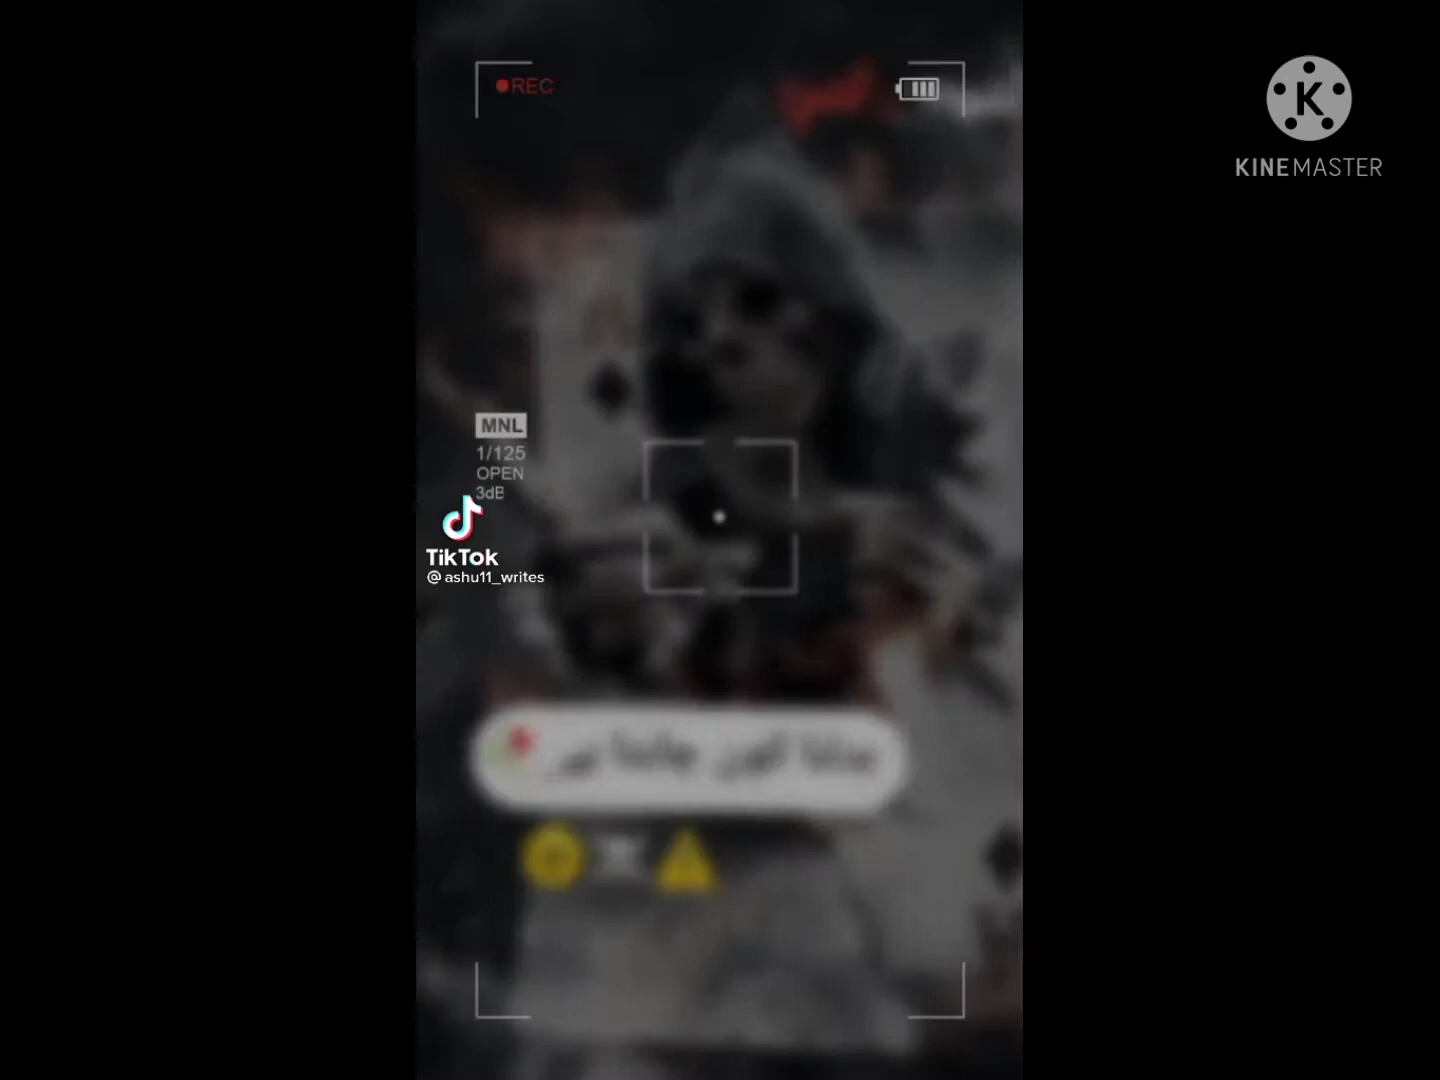 REC
K
KINEMASTER
MNL
1/125
OPEN
3dB
TikTok
@ashu11_writes